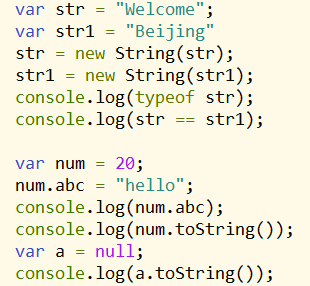 var str = "Welcome";
var str1 = "Beijing"
str = new String(str);
str1 = new String(str1);
console.log(typeof str);
console.log(str == str1);
var num = 20;
num.abc = "hello";
console.log(num.abc);
console.log(num.toString());
var a = null;
console.log(a.toString());